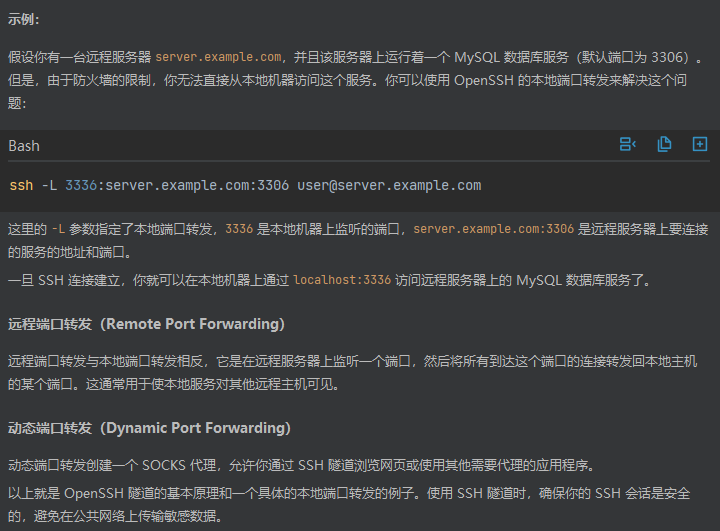 示例：
假设你有一台远程服务器 server.example.com，并且该服务器上运行着一个 MySQL 数据库服务（默认端口为 3306）。
但是，由于防火墙的限制，你无法直接从本地机器访问这个服务。你可以使用 OpenSSH 的本地端口转发来解决这个问
题：
Bash
ssh -L 3336:server.example.com:3306 user@server.example.com
这里的 -L 参数指定了本地端口转发，3336 是本地机器上监听的端口，server.example.com:3306 是远程服务器上要连接
的服务的地址和端口。
一旦 SSH 连接建立，你就可以在本地机器上通过 localhost:3336 访问远程服务器上的 MySQL 数据库服务了。
远程端口转发（Remote Port Forwarding）
远程端口转发与本地端口转发相反，它是在远程服务器上监听一个端口，然后将所有到达这个端口的连接转发回本地主机
的某个端口。这通常用于使本地服务对其他远程主机可见。
动态端口转发（Dynamic Port Forwarding）
动态端口转发创建一个 SOCKS 代理，允许你通过 SSH 隧道浏览网页或使用其他需要代理的应用程序。
以上就是 OpenSSH 隧道的基本原理和一个具体的本地端口转发的例子。使用 SSH 隧道时，确保你的 SSH 会话是安全
的，避免在公共网络上传输敏感数据。